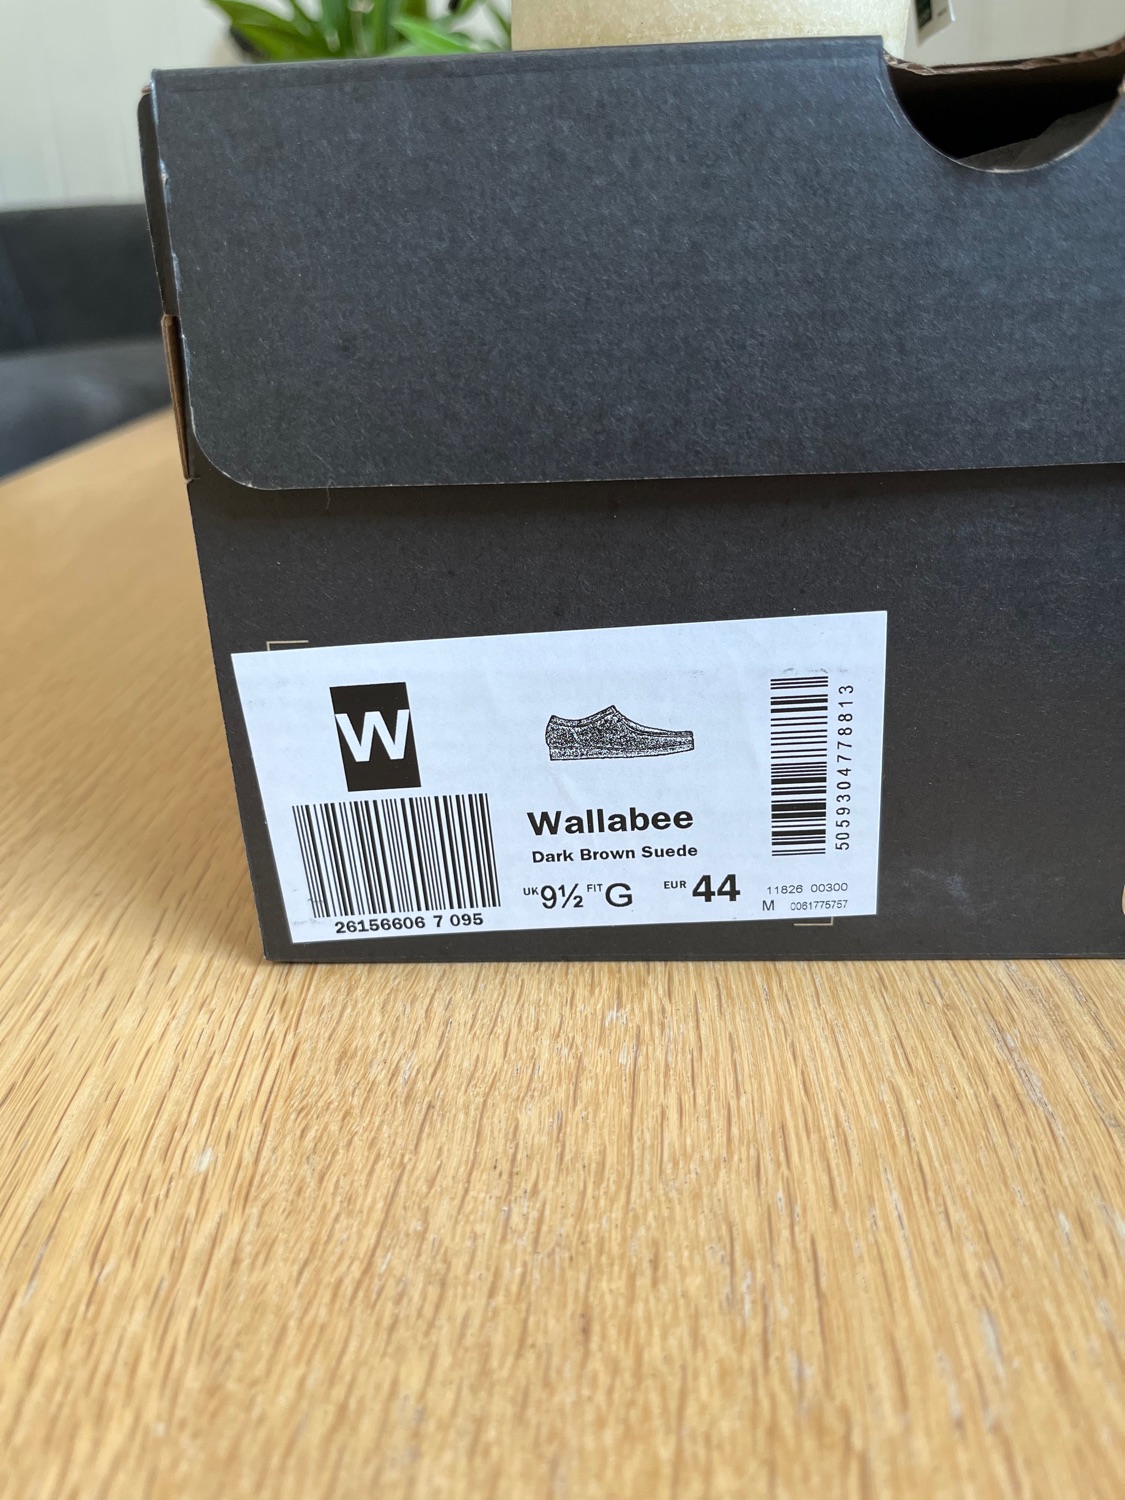 W
26156606 7 095
Wallabee
Dark Brown Suede
UK 9½ FIT G EUR 44
5059304778813
11826 00300
M 0061775757